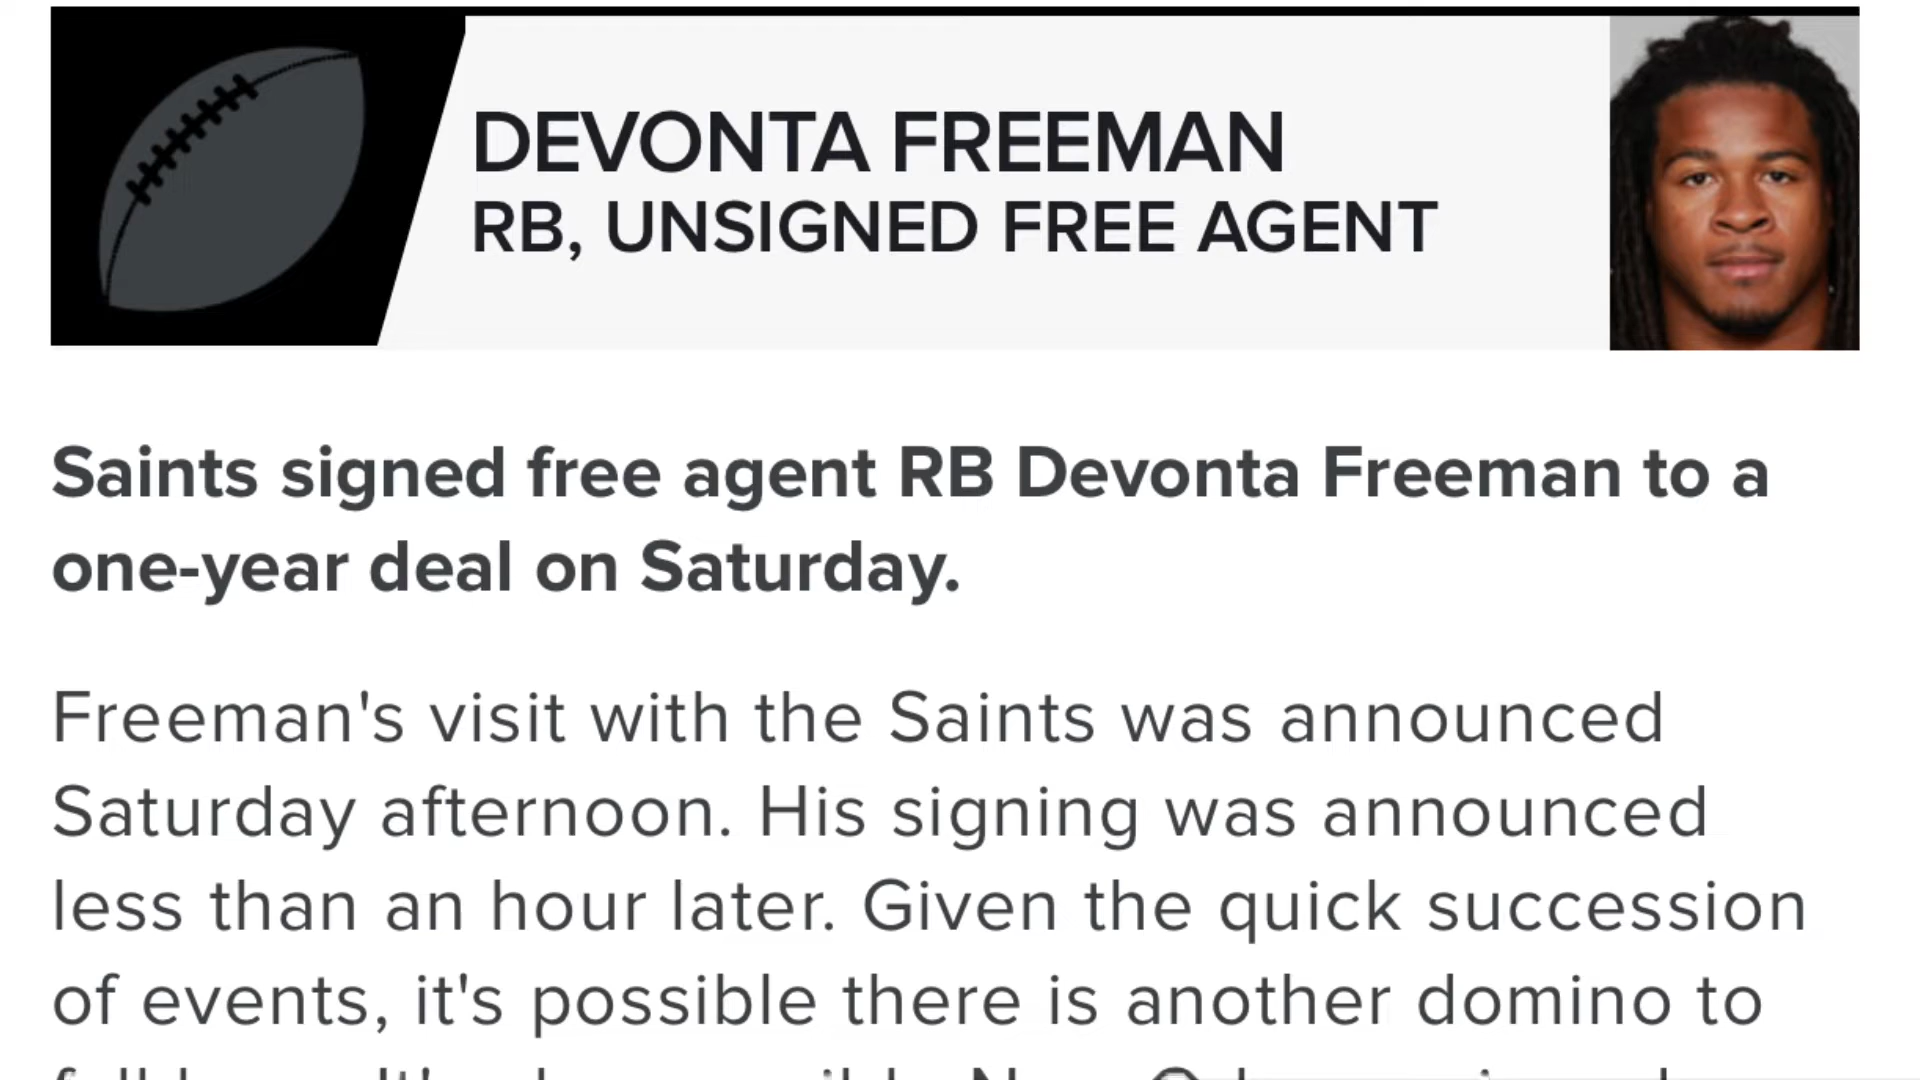 DEVONTA FREEMAN
RB, UNSIGNED FREE AGENT
Saints signed free agent RB Devonta Freeman to a
one-year deal on Saturday.
Freeman's visit with the Saints was announced
Saturday afternoon. His signing was announced
less than an hour later. Given the quick succession
of events, it's possible there is another domino to